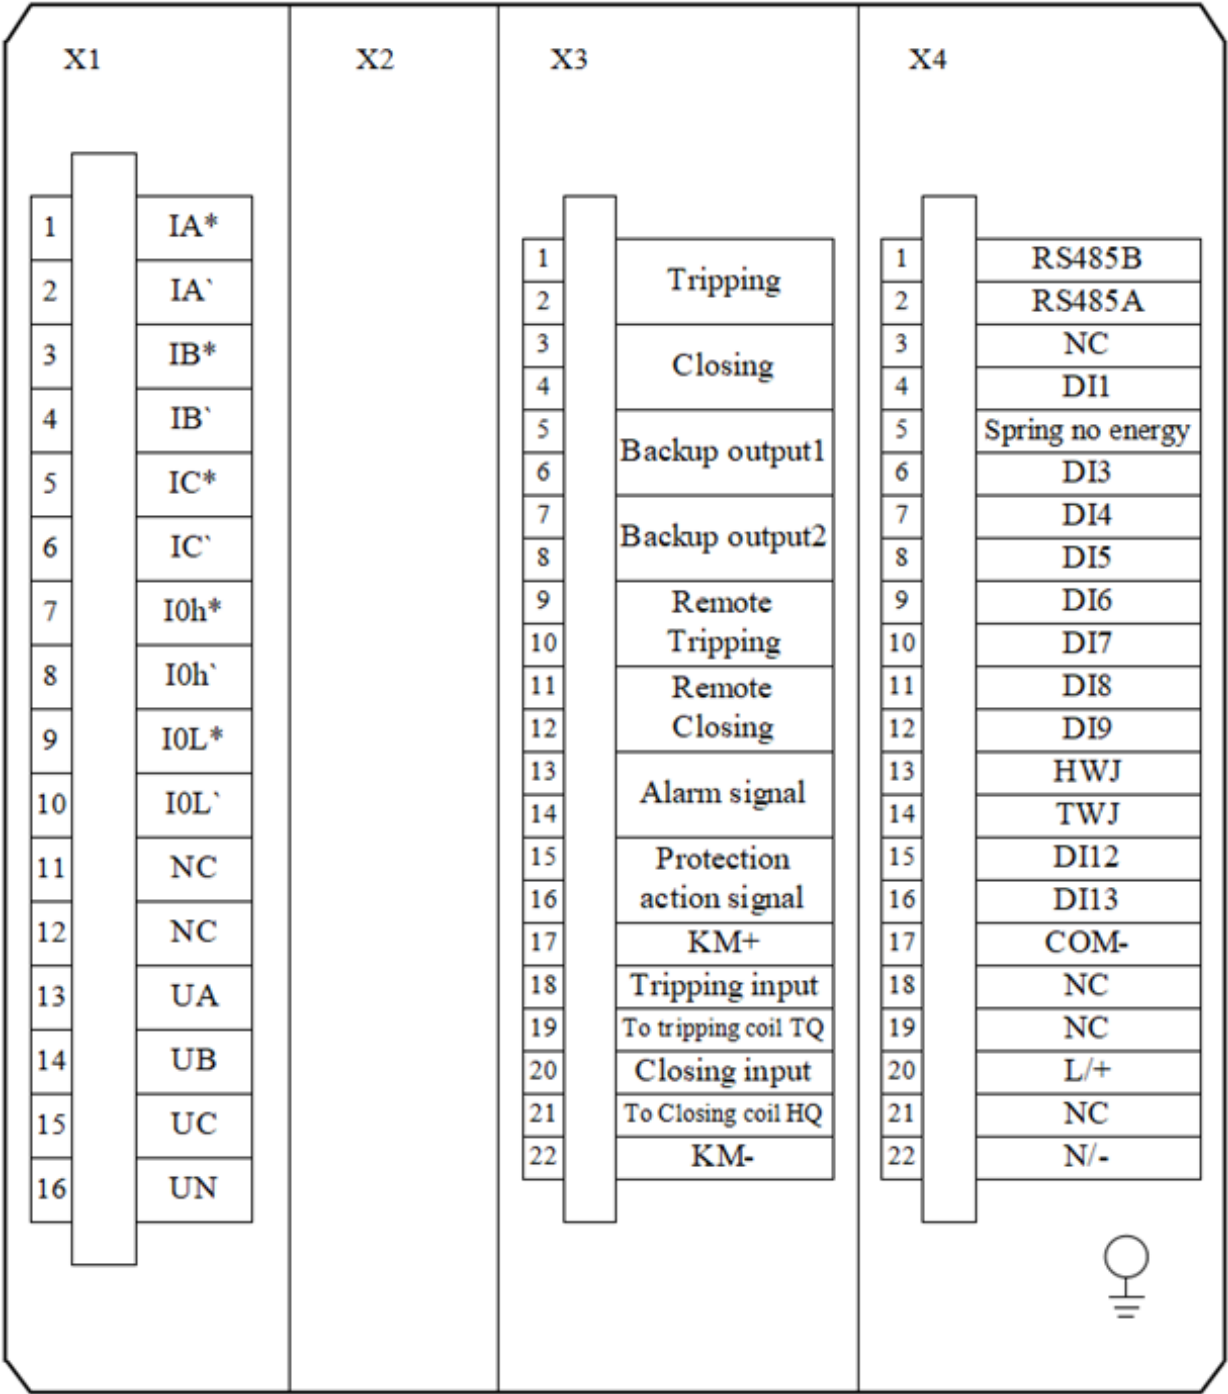 X1
X2
X3
X4
1 IA*
2 IA`
3 IB*
4 IB`
5 IC*
6 IC`
7 I0h*
8 I0h`
9 I0L*
10 I0L`
11 NC
12 NC
13 UA
14 UB
15 UC
16 UN
1
2
Tripping
3
4
Closing
5
6
Backup output1
7
8
Backup output2
9
10
Remote
Tripping
11
12
Remote
Closing
13
14
Alarm signal
15
16
Protection
action signal
17 KM+
18 Tripping input
19 To tripping coil TQ
20 Closing input
21 To Closing coil HQ
22 KM-
1 RS485B
2 RS485A
3 NC
4 DI1
5 Spring no energy
6 DI3
7 DI4
8 DI5
9 DI6
10 DI7
11 DI8
12 DI9
13 HWJ
14 TWJ
15 DI12
16 DI13
17 COM-
18 NC
19 NC
20 L/+
21 NC
22 N/-